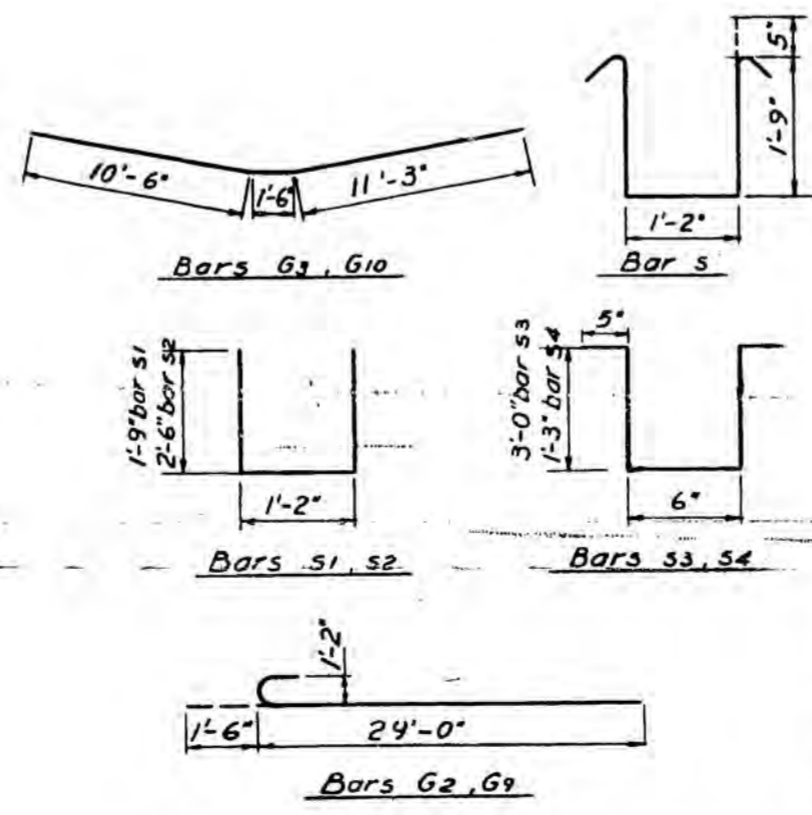 10'-6"
1'-6"
11'-3"
Bars G3, G10
5"
1'-9"
1'-2"
Bar S
1'-9" bar S1
2'-6" bar S2
1'-2"
Bars S1, S2
5"
3'-0" bar S3
1'-3" bar S4
6"
Bars S3, S4
1'-2"
1'-6"
24'-0"
Bars G2, G9